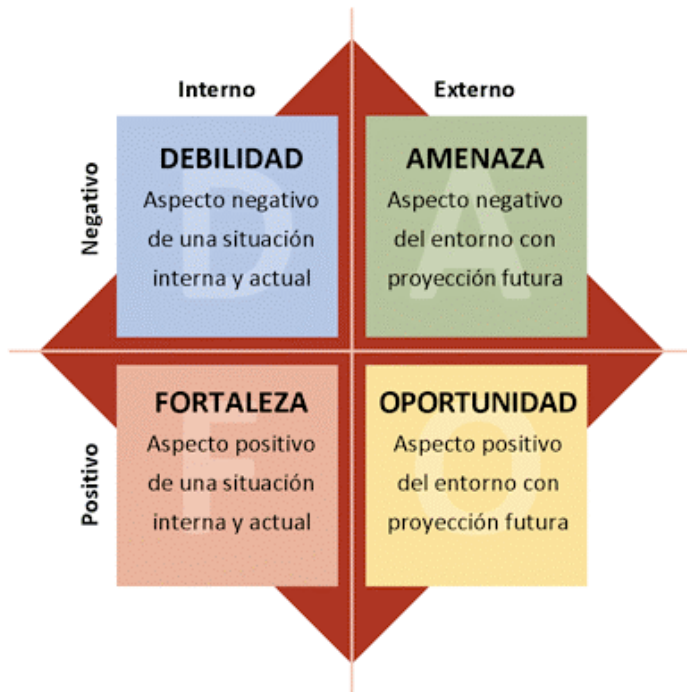 Interno
Externo
Negativo
DEBILIDAD
Aspecto negativo
de una situación
interna y actual
AMENAZA
Aspecto negativo
del entorno con
proyección futura
Positivo
FORTALEZA
Aspecto positivo
de una situación
interna y actual
OPORTUNIDAD
Aspecto positivo
del entorno con
proyección futura
D
A
F
O